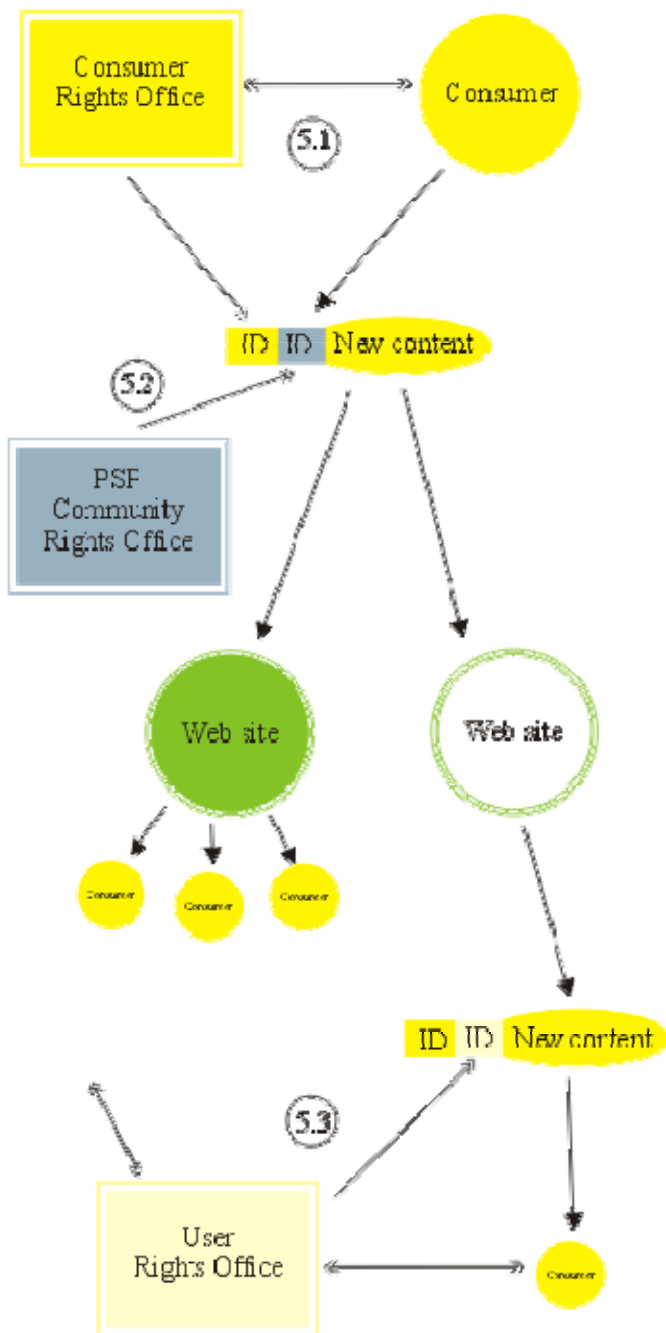 Consumer
Rights Office
Consumer
5.1
ID ID New content
5.2
PSF
Community
Rights Office
Web site
Web site
Consumer
Consumer
Consumer
ID ID New content
5.3
User
Rights Office
Consumer